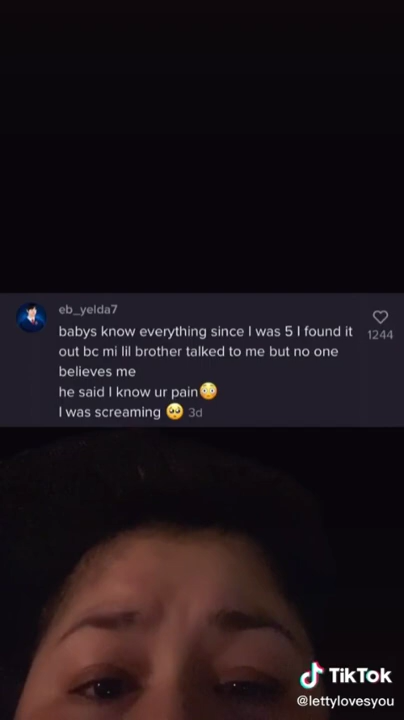 eb_yelda7
babys know everything since I was 5 I found it
out bc mi lil brother talked to me but no one
believes me
he said I know ur pain😳
I was screaming 🥺 3d
1244
TikTok
@lettylovesyou